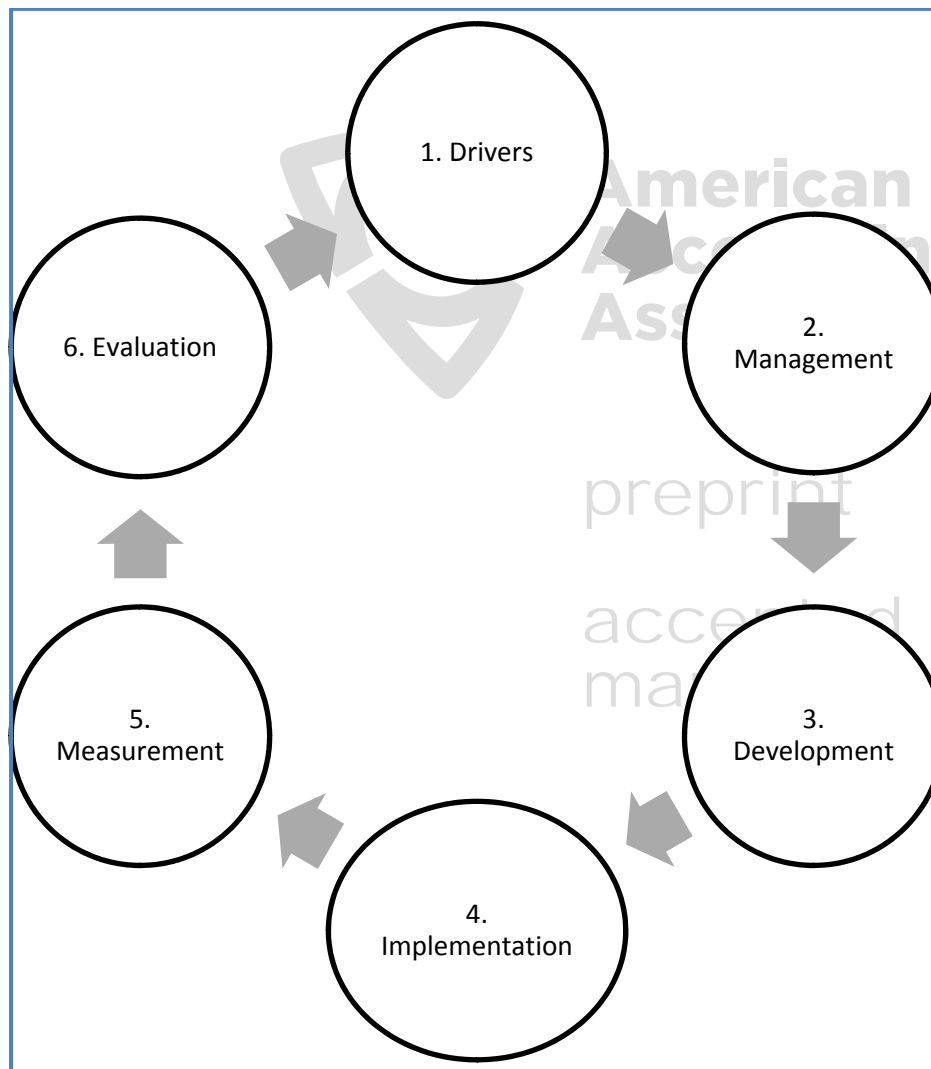 1. Drivers
American
2.
Management
6. Evaluation
preprint
3.
Development
5.
Measurement
4.
Implementation